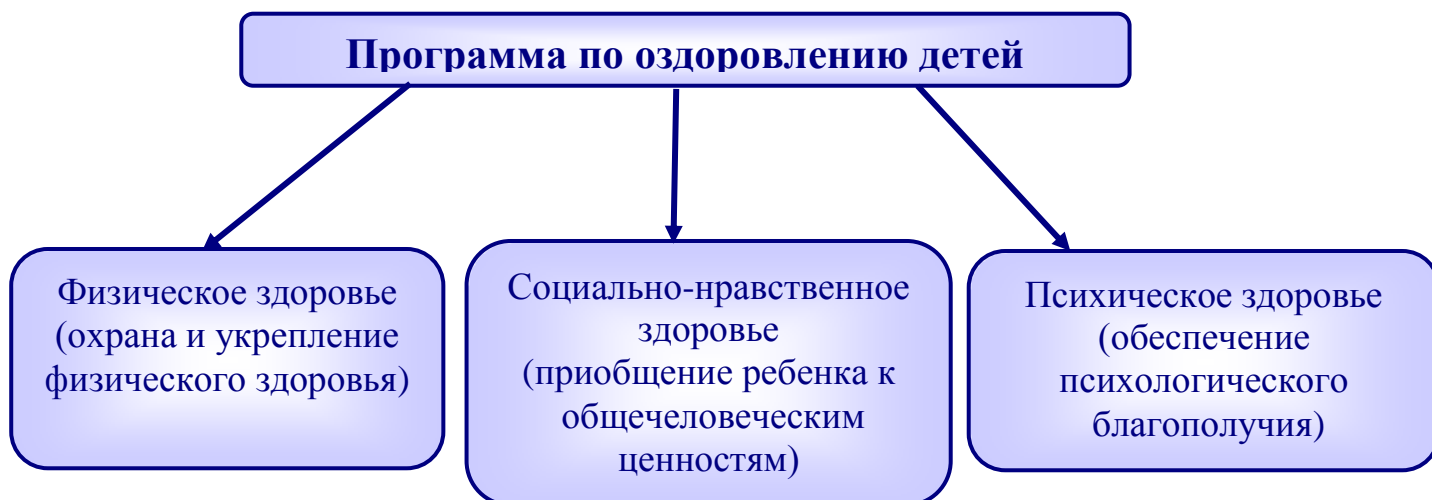 Программа по оздоровлению детей
Физическое здоровье
(охрана и укрепление
физического здоровья)
Социально-нравственное
здоровье
(приобщение ребенка к
общечеловеческим
ценностям)
Психическое здоровье
(обеспечение
психологического
благополучия)